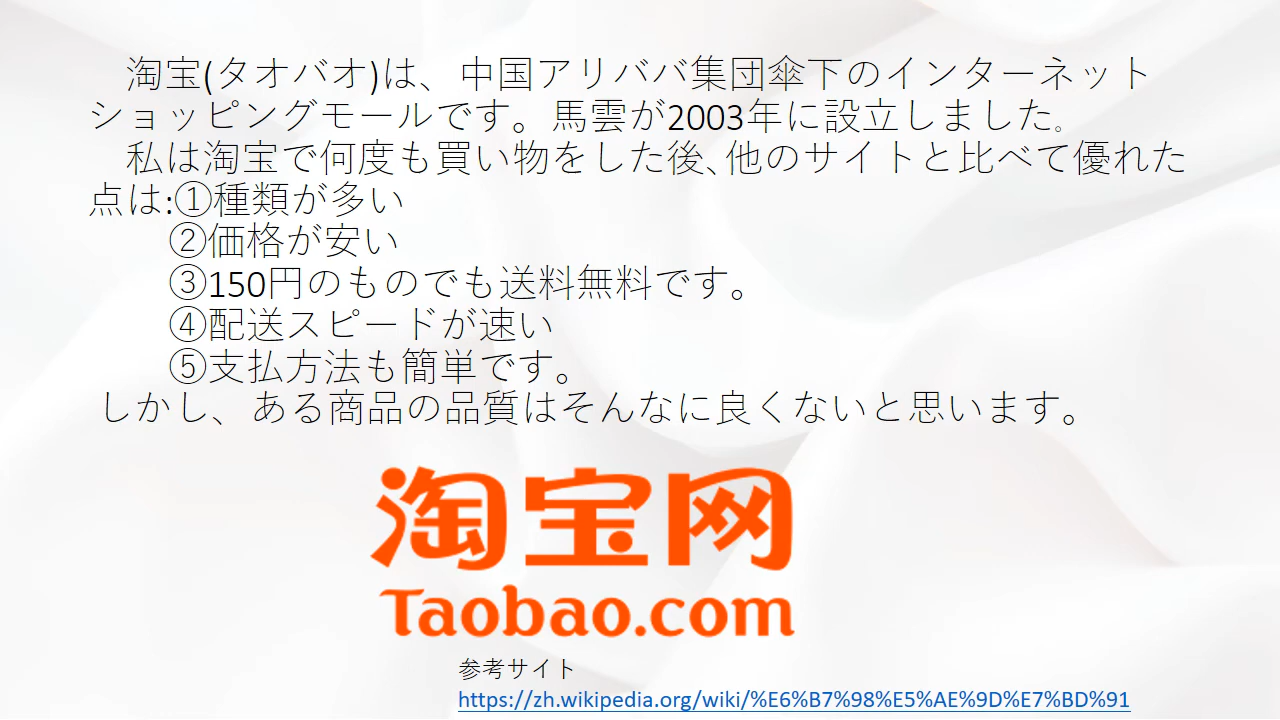 淘宝(タオバオ)は、中国アリババ集団傘下のインターネット
ショッピングモールです。馬雲が2003年に設立しました。
私は淘宝で何度も買い物をした後、他のサイトと比べて優れた
点は:①種類が多い
②価格が安い
③150円のものでも送料無料です。
④配送スピードが速い
⑤支払方法も簡単です。
しかし、ある商品の品質はそんなに良くないと思います。
淘宝网
Taobao.com
参考サイト
https://zh.wikipedia.org/wiki/%E6%B7%98%E5%AE%9D%E7%BD%91